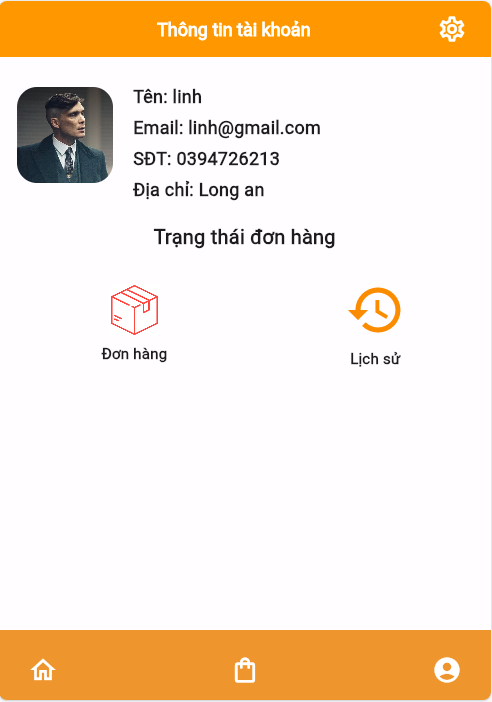 Thông tin tài khoản
Tên: linh
Email: linh@gmail.com
SĐT: 0394726213
Địa chỉ: Long an
Trạng thái đơn hàng
Đơn hàng
Lịch sử